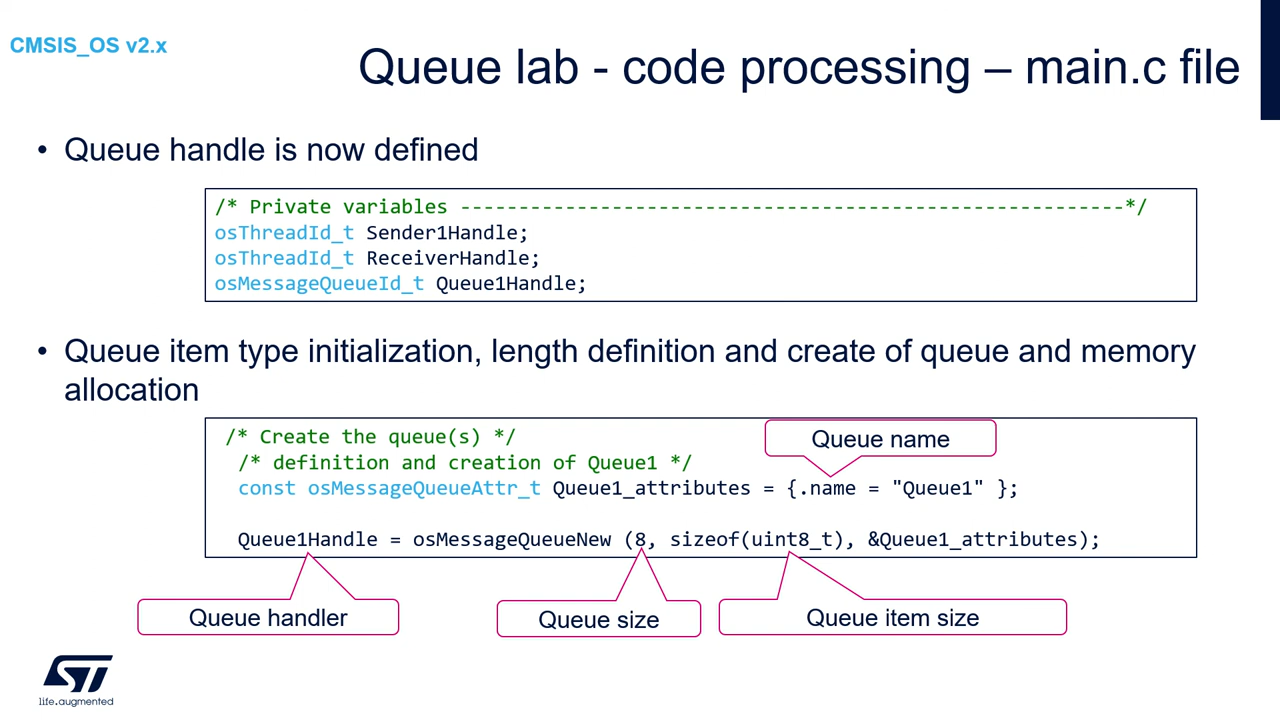 CMSIS_OS v2.x
Queue lab - code processing – main.c file
• Queue handle is now defined
/* Private variables ---------------------------------------------------------*/
osThreadId_t Sender1Handle;
osThreadId_t ReceiverHandle;
osMessageQueueId_t Queue1Handle;
• Queue item type initialization, length definition and create of queue and memory
allocation
/* Create the queue(s) */
Queue name
/* definition and creation of Queue1 */
const osMessageQueueAttr_t Queue1_attributes = {.name = "Queue1" };
Queue1Handle = osMessageQueueNew (8, sizeof(uint8_t), &Queue1_attributes);
Queue handler
Queue size
Queue item size
ST
life.augmented